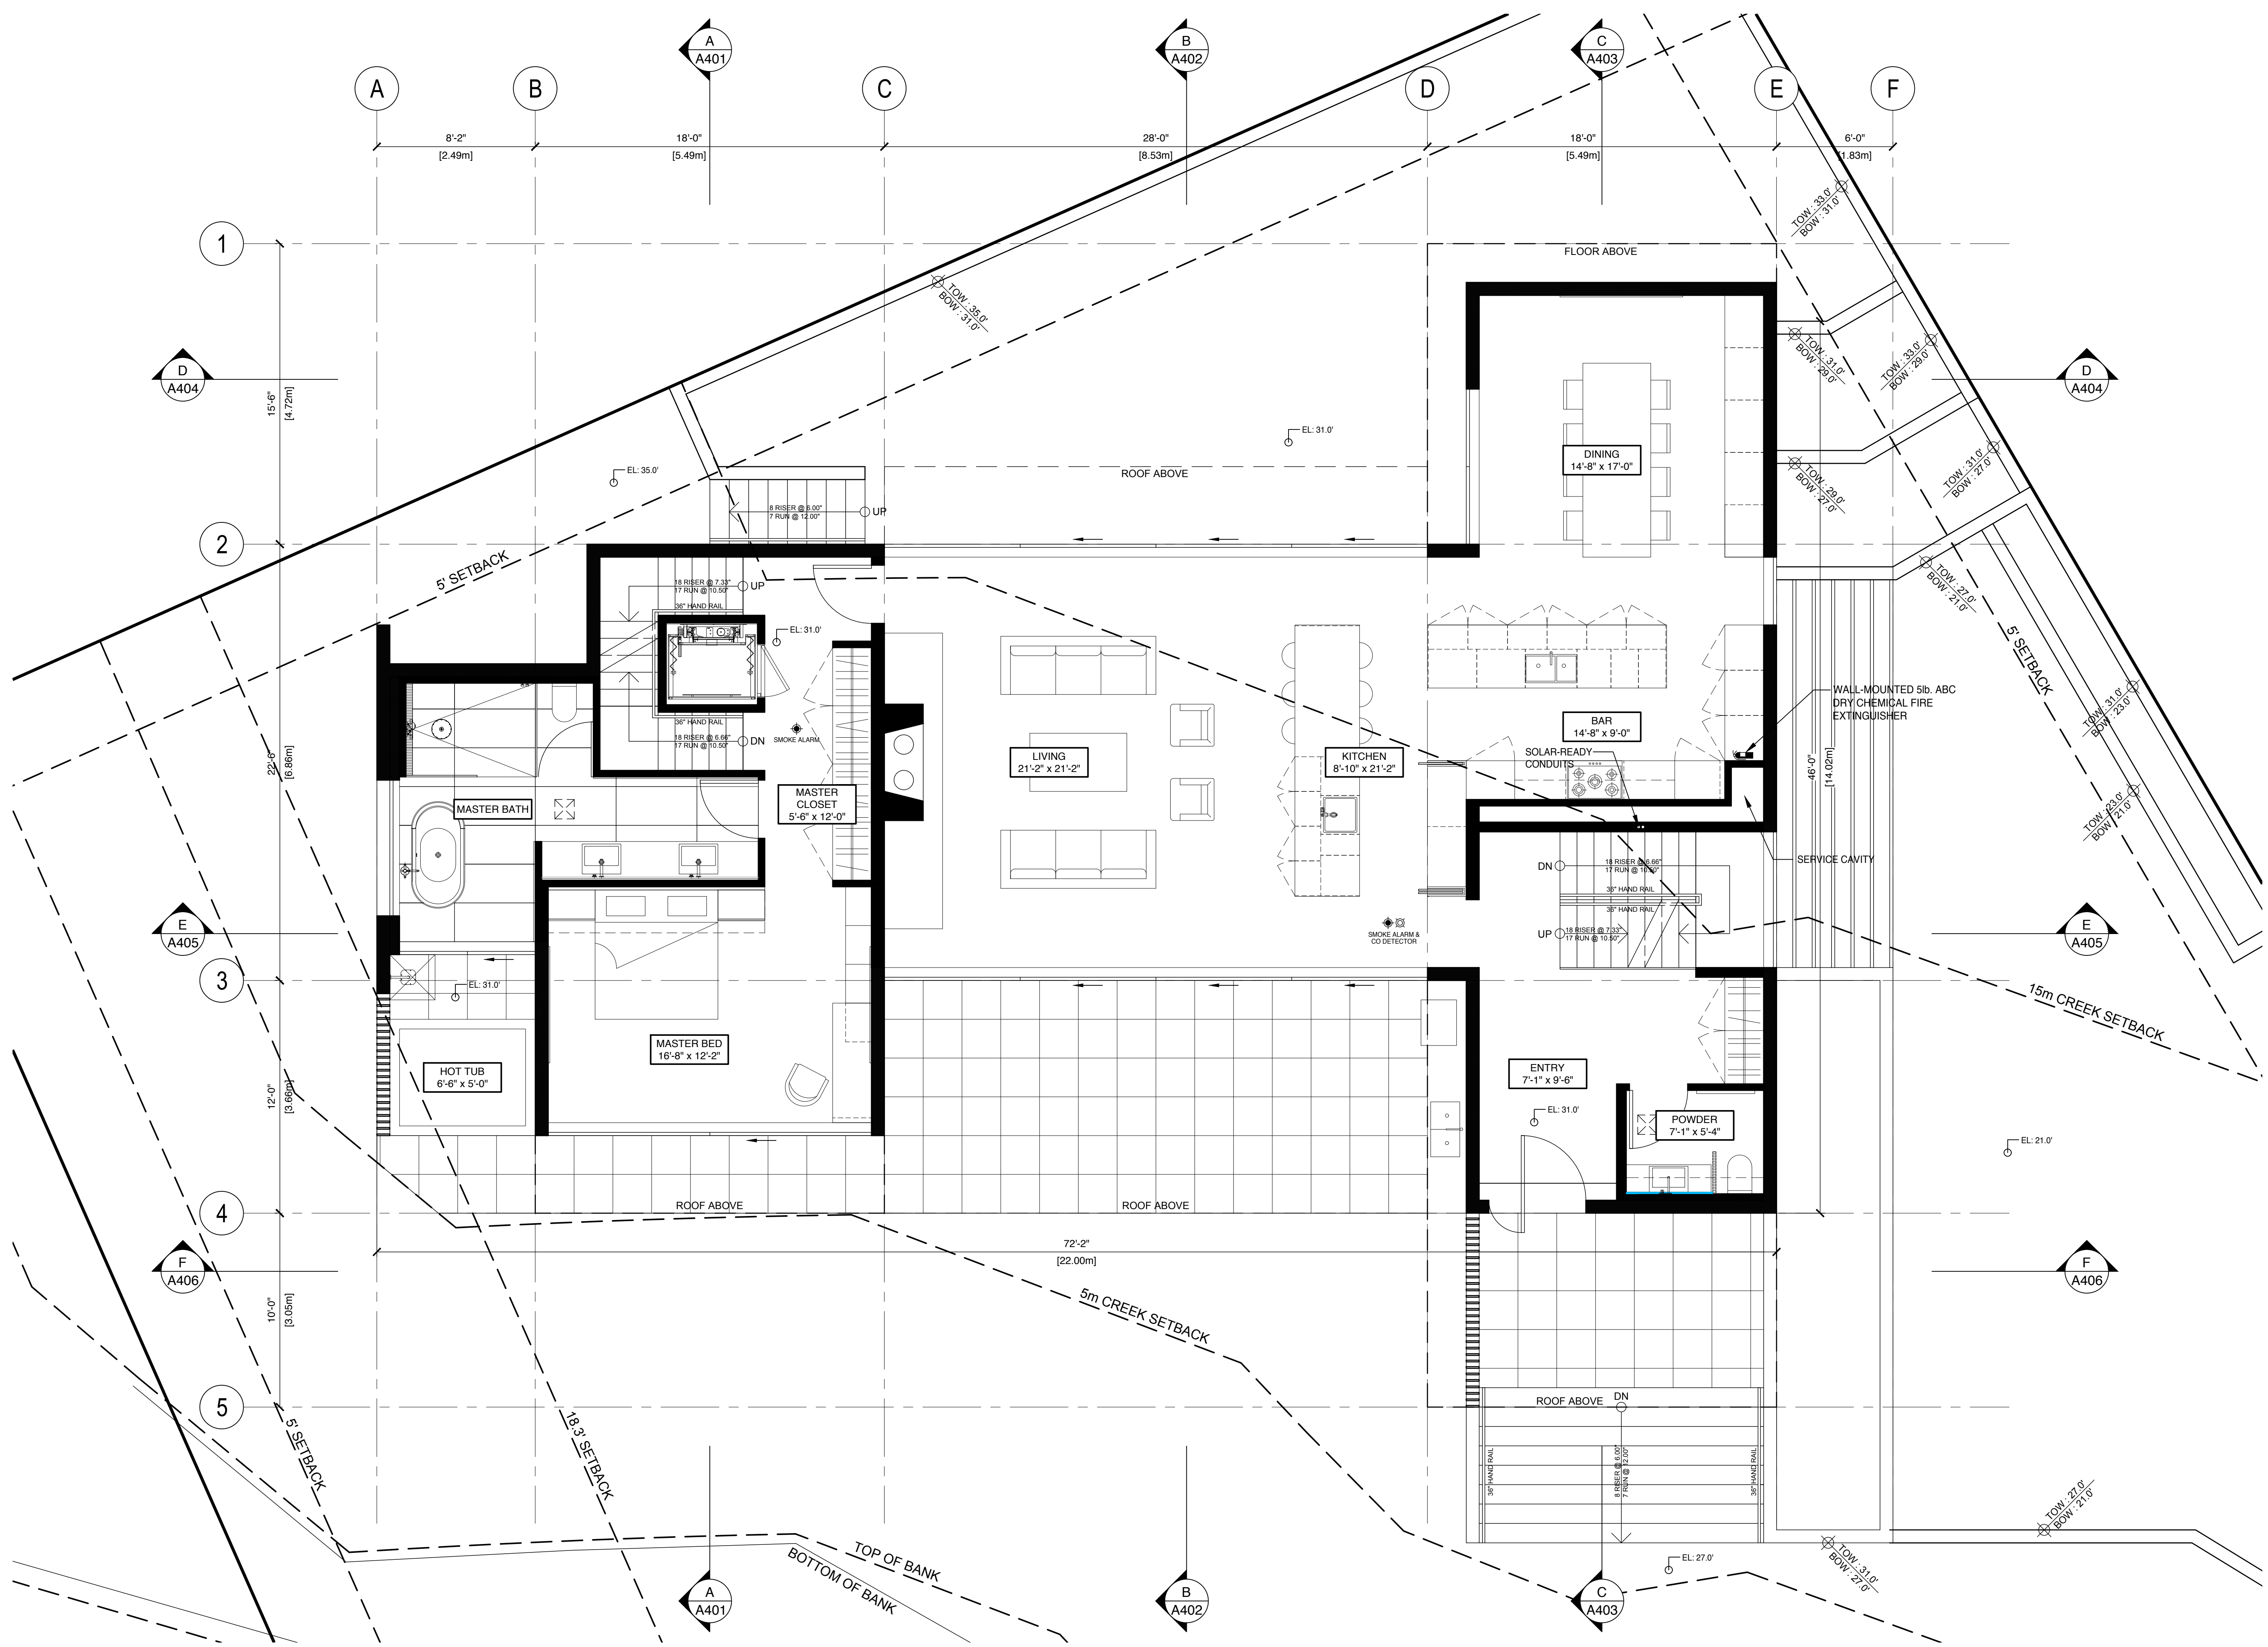 A
A401
B
A402
C
A403
A
B
C
D
E
F
8'-2"
[2.49m]
18'-0"
[5.49m]
28'-0"
[8.53m]
18'-0"
[5.49m]
6'-0"
[1.83m]
TOW : 33.0'
BOW : 31.0'
1
FLOOR ABOVE
TOW : 35.0'
BOW : 31.0'
D
A404
15'-6"
[4.72m]
TOW : 31.0'
BOW : 29.0'
TOW : 33.0'
BOW : 29.0'
D
A404
EL: 31.0'
DINING
14'-8" x 17'-0"
EL: 35.0'
ROOF ABOVE
TOW : 29.0'
BOW : 27.0'
TOW : 31.0'
BOW : 27.0'
8 RISER @ 6.00"
7 RUN @ 12.00"
UP
2
5' SETBACK
18 RISER @ 7.33"
17 RUN @ 10.50"
UP
36" HAND RAIL
TOW : 27.0'
BOW : 21.0'
EL: 31.0'
5' SETBACK
WALL-MOUNTED 5lb. ABC
DRY CHEMICAL FIRE
EXTINGUISHER
TOW : 31.0'
BOW : 23.0'
36" HAND RAIL
18 RISER @ 6.66"
17 RUN @ 10.50"
DN
SMOKE ALARM
BAR
14'-8" x 9'-0"
22'-6"
[6.86m]
LIVING
21'-2" x 21'-2"
KITCHEN
8'-10" x 21'-2"
SOLAR-READY
CONDUITS
46'-0"
[14.02m]
MASTER BATH
MASTER
CLOSET
5'-6" x 12'-0"
TOW : 23.0'
BOW : 21.0'
SERVICE CAVITY
DN
18 RISER @ 6.66"
17 RUN @ 10.50"
36" HAND RAIL
36" HAND RAIL
UP
18 RISER @ 7.33"
17 RUN @ 10.50"
SMOKE ALARM &
CO DETECTOR
E
A405
E
A405
3
EL: 31.0'
15m CREEK SETBACK
MASTER BED
16'-8" x 12'-2"
HOT TUB
6'-6" x 5'-0"
ENTRY
7'-1" x 9'-6"
12'-0"
[3.66m]
EL: 31.0'
POWDER
7'-1" x 5'-4"
EL: 21.0'
4
ROOF ABOVE
ROOF ABOVE
72'-2"
[22.00m]
F
A406
F
A406
10'-0"
[3.05m]
5m CREEK SETBACK
5
ROOF ABOVE
DN
5' SETBACK
18.3' SETBACK
36" HAND RAIL
8 RISER @ 6.00"
7 RUN @ 12.00"
36" HAND RAIL
TOW : 27.0'
BOW : 21.0'
TOP OF BANK
BOTTOM OF BANK
EL: 27.0'
TOW : 31.0'
BOW : 27.0'
A
A401
B
A402
C
A403